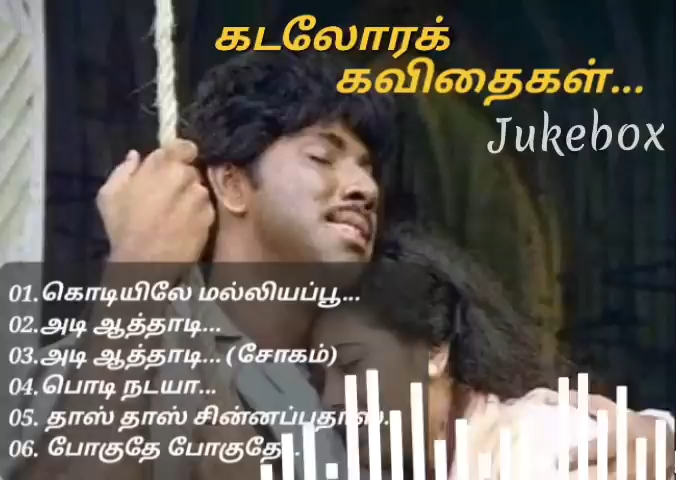 கடலோரக்
கவிதைகள்...
Jukebox
01.கொடியிலே மல்லியப்பூ...
02.அடி ஆத்தாடி...
03.அடி ஆத்தாடி... (சோகம்)
04.பொடி நடயா...
05. தாஸ் தாஸ் சின்னப்பதாஸ்.
06. போகுதே போகுதே...